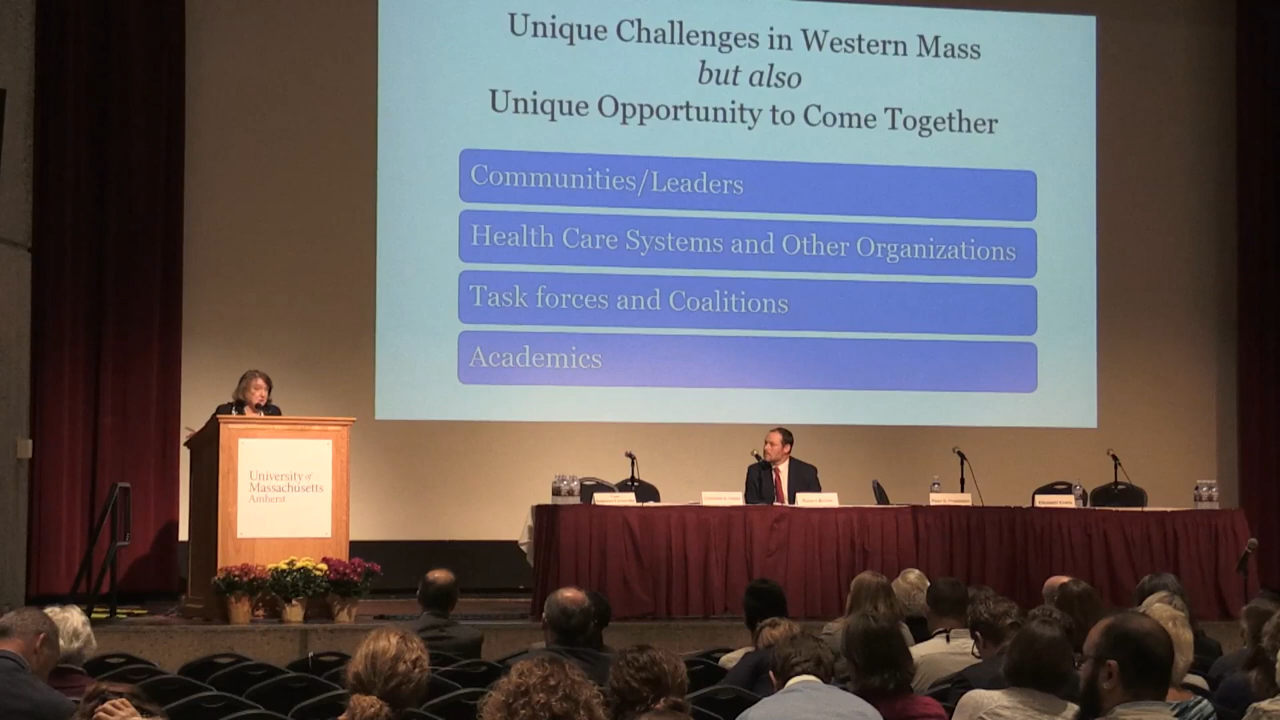 Unique Challenges in Western Mass
but also
Unique Opportunity to Come Together
Communities/Leaders
Health Care Systems and Other Organizations
Task forces and Coalitions
Academics
University of
Massachusetts
Amherst